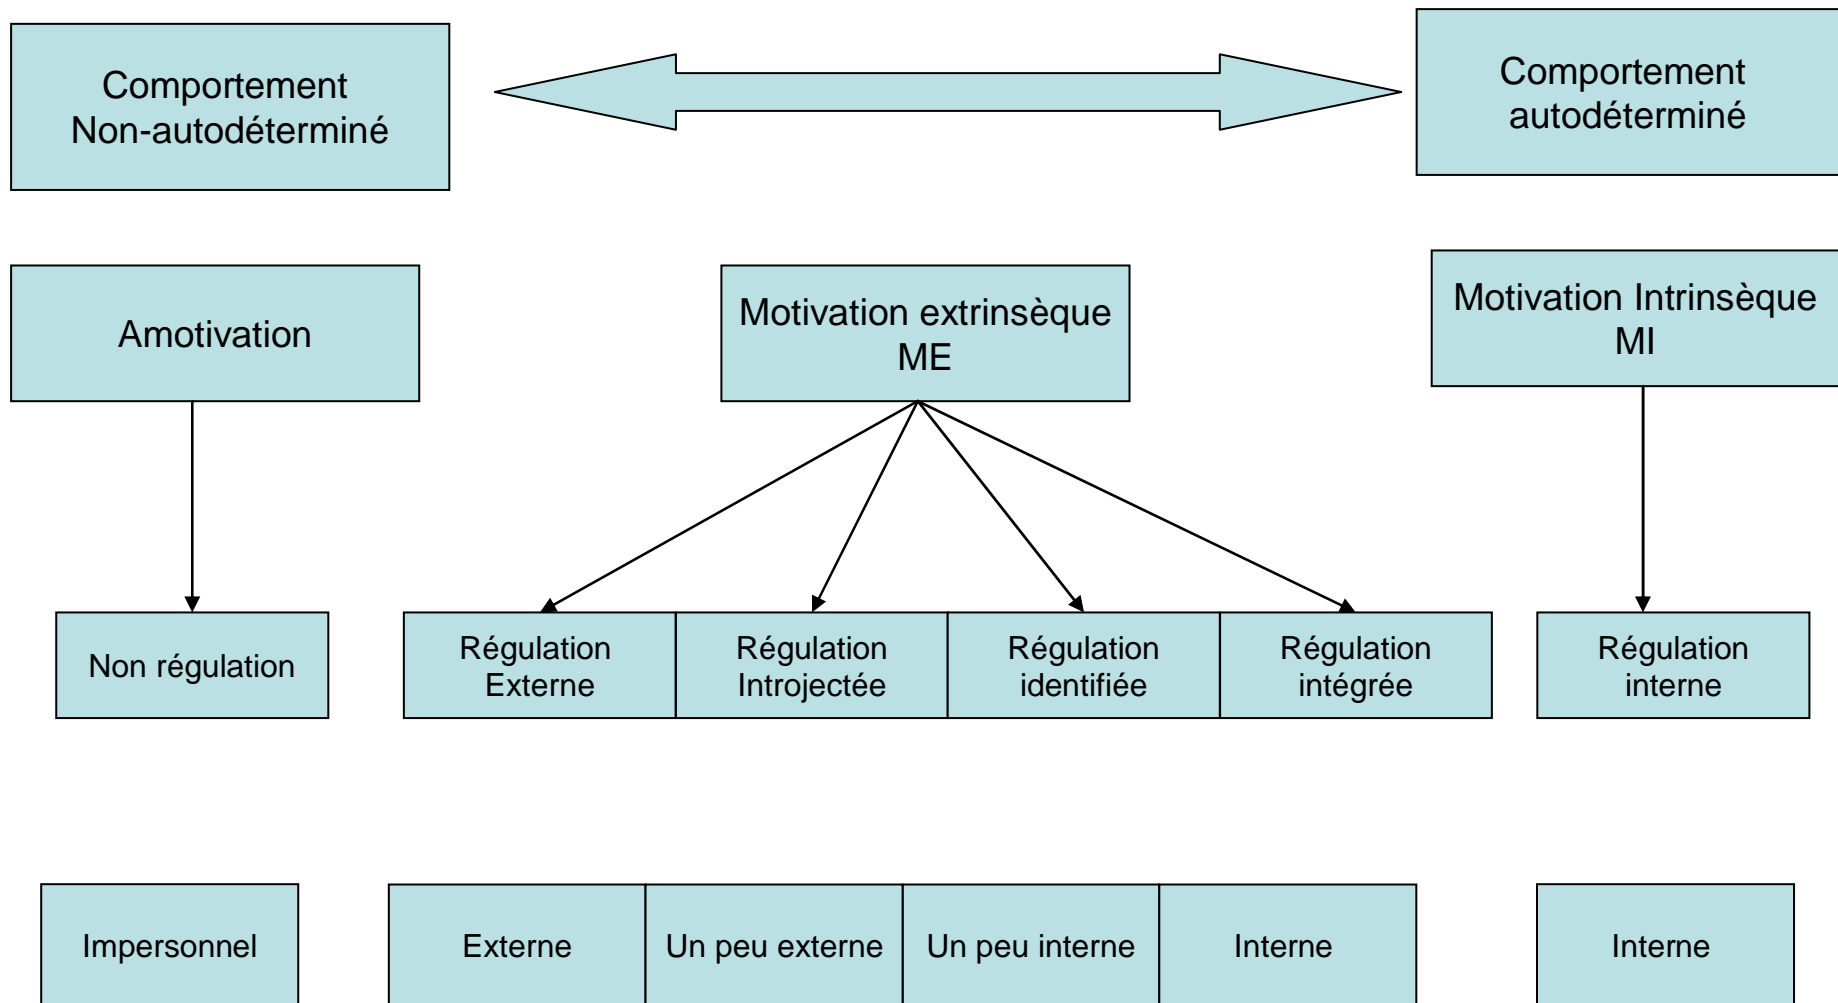 Comportement
Non-autodéterminé
Comportement
autodéterminé
Amotivation
Motivation extrinsèque
ME
Motivation Intrinsèque
MI
Non régulation
Régulation
Externe
Régulation
Introjectée
Régulation
identifiée
Régulation
intégrée
Régulation
interne
Impersonnel
Externe
Un peu externe
Un peu interne
Interne
Interne